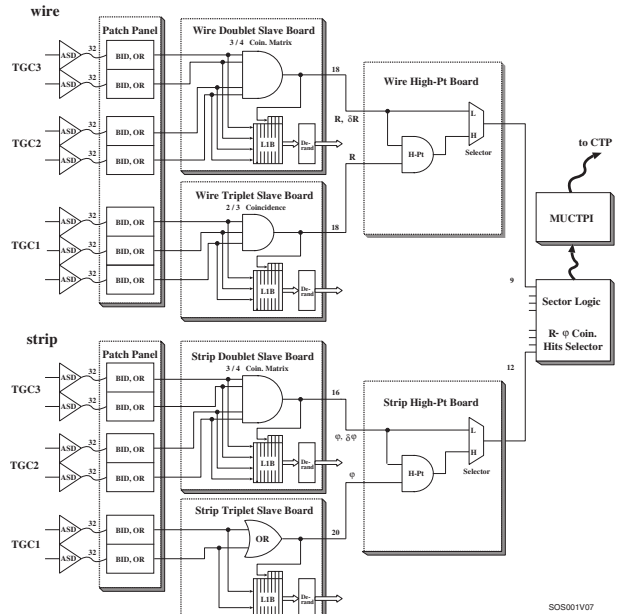 wire
Patch Panel
Wire Doublet Slave Board
3 / 4 Coin. Matrix
TGC3
ASD
32
BID, OR
ASD
BID, OR
18
Wire High-Pt Board
TGC2
ASD
32
BID, OR
ASD
BID, OR
R, δR
L1B
De-
rand
L
H
H-Pt
Selector
R
to CTP
MUCTPI
Wire Triplet Slave Board
2 / 3 Coincidence
TGC1
ASD
32
BID, OR
ASD
32
BID, OR
ASD
32
BID, OR
18
L1B
De-
rand
9
Sector Logic
R- φ Coin.
Hits Selector
12
strip
Patch Panel
Strip Doublet Slave Board
3 / 4 Coin. Matrix
TGC3
ASD
32
BID, OR
ASD
32
BID, OR
16
Strip High-Pt Board
TGC2
ASD
32
BID, OR
ASD
32
BID, OR
φ, δφ
L1B
De-
rand
L
H
H-Pt
Selector
φ
Strip Triplet Slave Board
TGC1
ASD
32
BID, OR
ASD
32
BID, OR
OR
20
L1B
De-
rand
SOS001V07